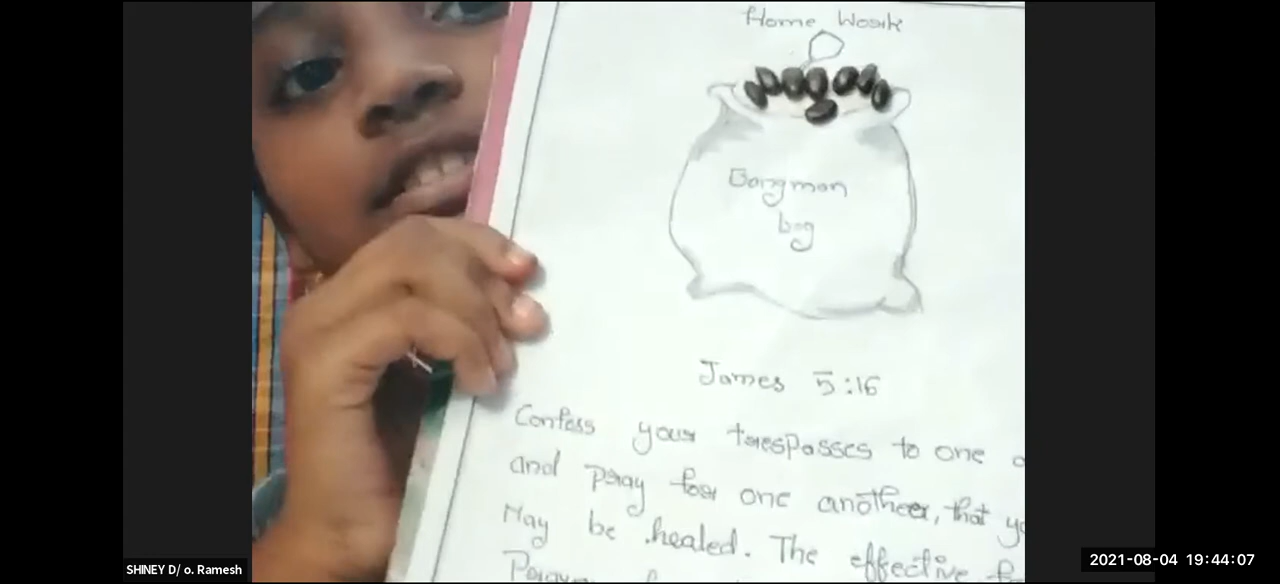 Home Work
Bargman
bag
James 5:16
Confess your trespasses to one
and pray for one another, that
May be healed. The effective
SHINEY D/ o. Ramesh
2021-08-04 19:44:07